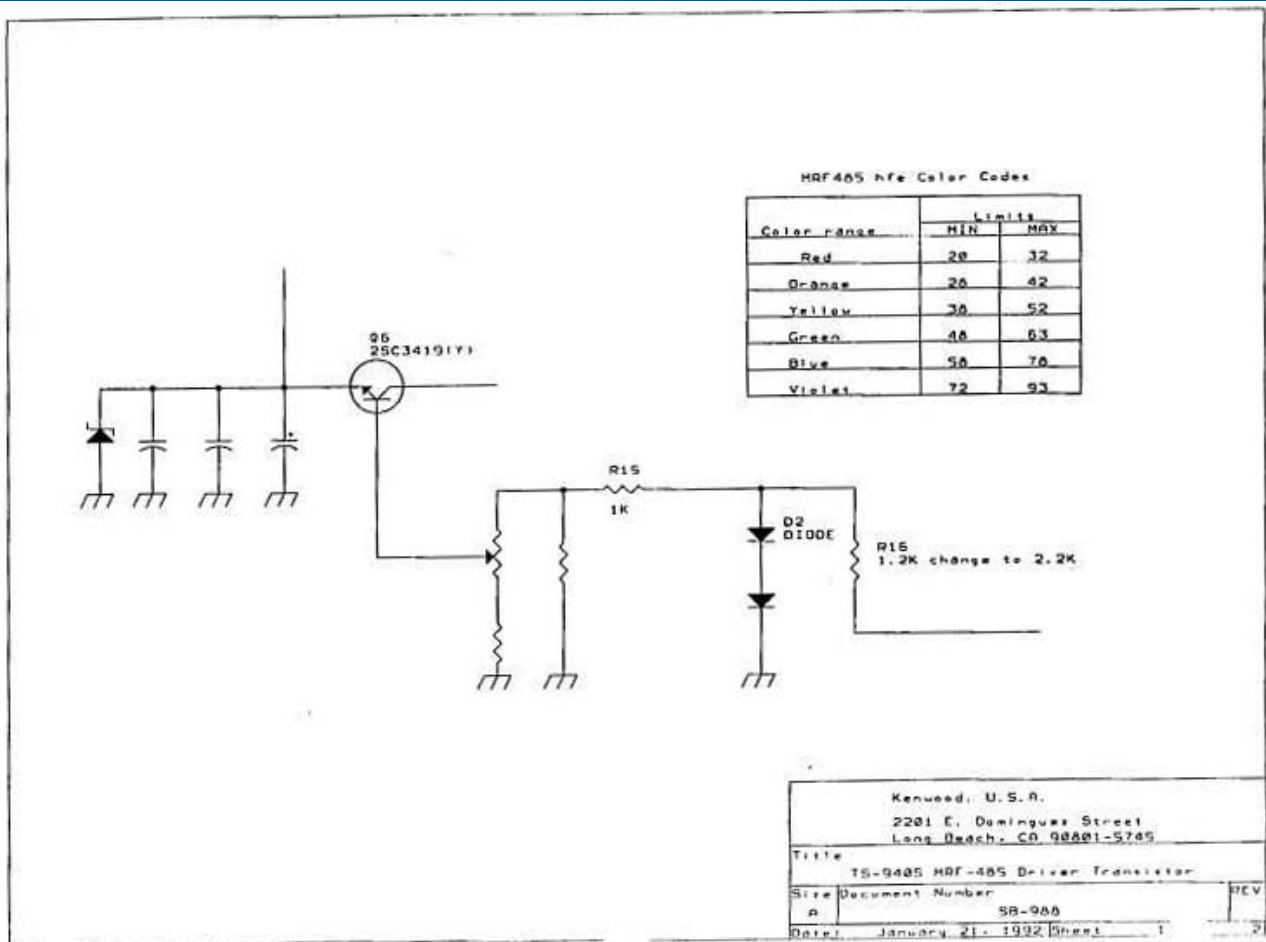 MRF485 hfe Color Codes
Color range Limits
MIN MAX
Red 20 32
Orange 28 42
Yellow 38 52
Green 48 63
Blue 58 78
Violet 72 93
Q6
2SC3419(Y)
R15
1K
D2
DIODE
R16
1.2K change to 2.2K
Kenwood, U.S.A.
2201 E. Dominguez Street
Long Beach, CA 90801-5745
Title
TS-940S MRF-485 Driver Transistor
Size Document Number REV
A SB-988
Date: January 21, 1992 Sheet 1 2